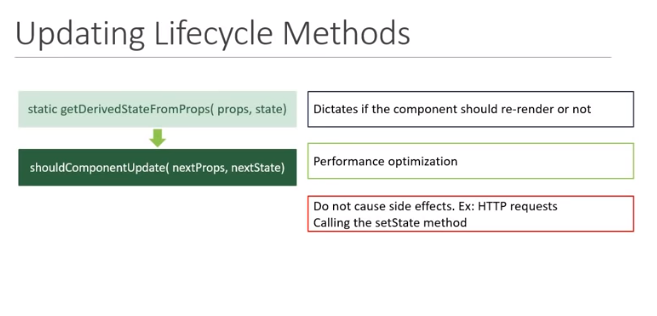 Updating Lifecycle Methods
static getDerivedStateFromProps( props, state)
Dictates if the component should re-render or not
shouldComponentUpdate( nextProps, nextState)
Performance optimization
Do not cause side effects. Ex: HTTP requests
Calling the setState method